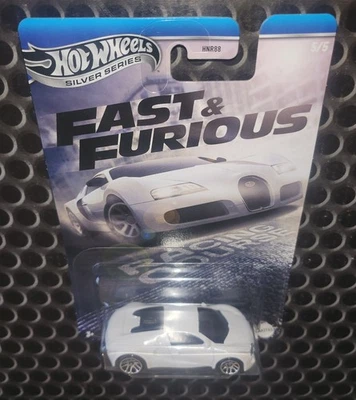 HOT WHEELS
SILVER SERIES
HNR88
5/5
FAST &
FURIOUS